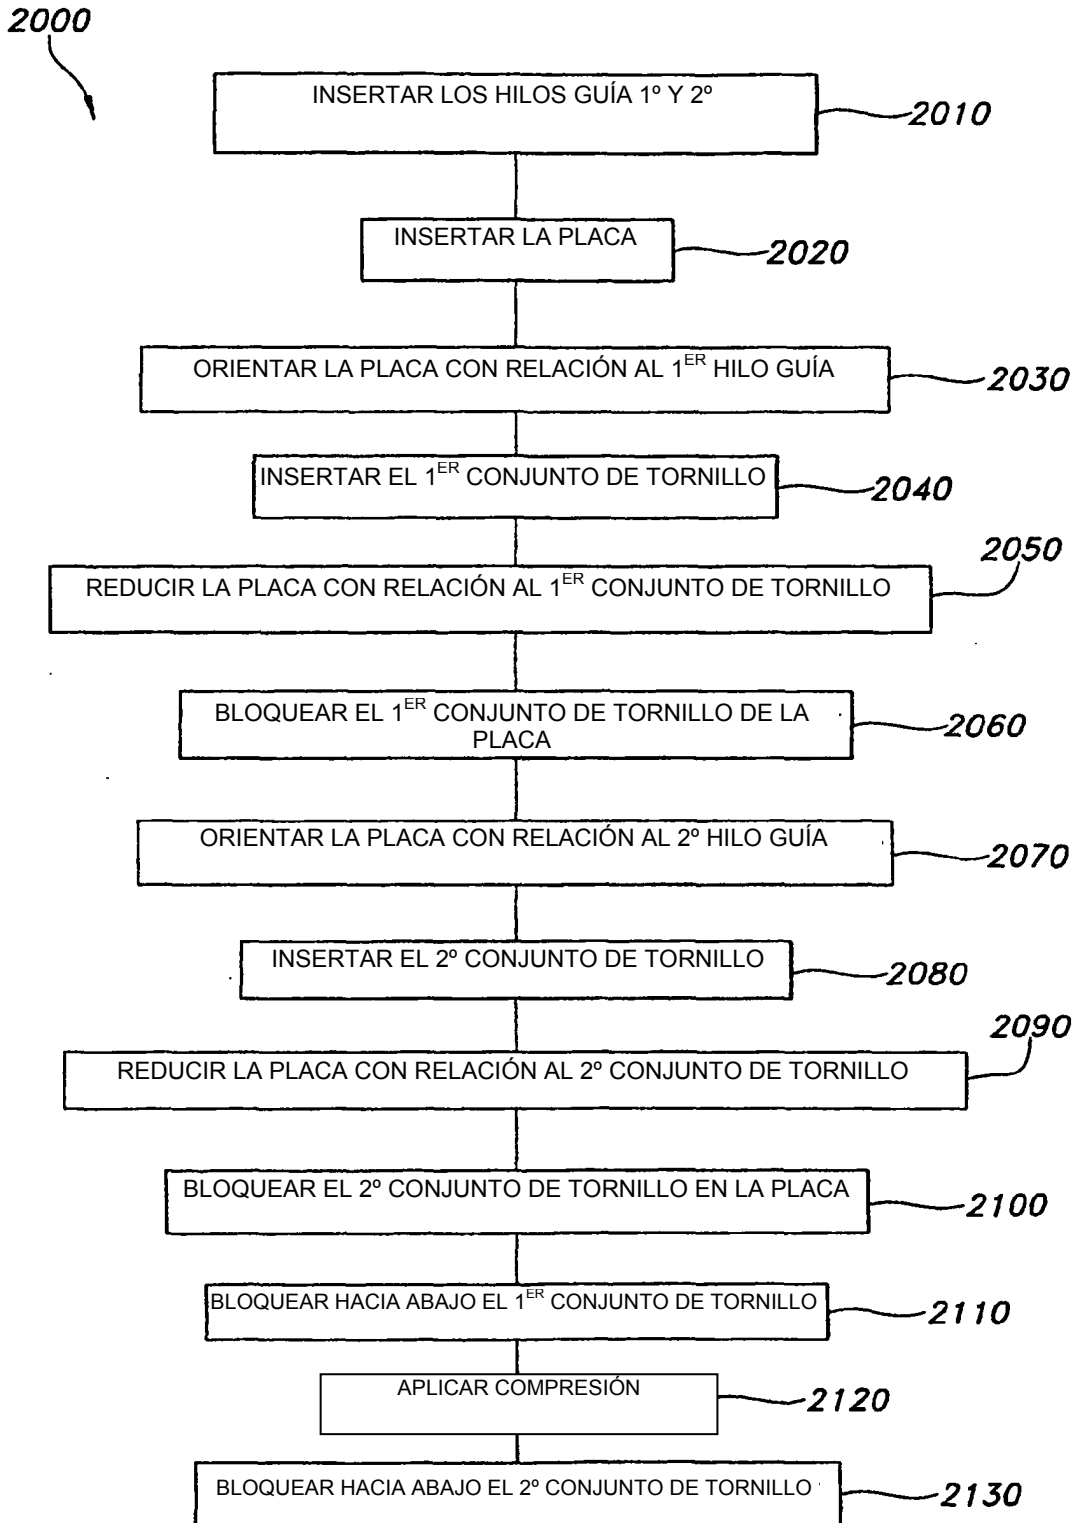 2000
INSERTAR LOS HILOS GUÍA 1º Y 2º
2010
INSERTAR LA PLACA
2020
ORIENTAR LA PLACA CON RELACIÓN AL 1ER HILO GUÍA
2030
INSERTAR EL 1ER CONJUNTO DE TORNILLO
2040
2050
REDUCIR LA PLACA CON RELACIÓN AL 1ER CONJUNTO DE TORNILLO
BLOQUEAR EL 1ER CONJUNTO DE TORNILLO DE LA
PLACA
2060
ORIENTAR LA PLACA CON RELACIÓN AL 2º HILO GUÍA
2070
INSERTAR EL 2º CONJUNTO DE TORNILLO
2080
2090
REDUCIR LA PLACA CON RELACIÓN AL 2º CONJUNTO DE TORNILLO
BLOQUEAR EL 2º CONJUNTO DE TORNILLO EN LA PLACA
2100
BLOQUEAR HACIA ABAJO EL 1ER CONJUNTO DE TORNILLO
2110
APLICAR COMPRESIÓN
2120
BLOQUEAR HACIA ABAJO EL 2º CONJUNTO DE TORNILLO
2130